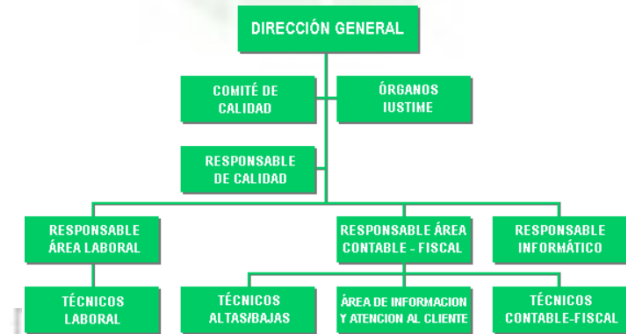 DIRECCIÓN GENERAL
COMITÉ DE
CALIDAD
ÓRGANOS
IUSTIME
RESPONSABLE
DE CALIDAD
RESPONSABLE
ÁREA LABORAL
RESPONSABLE ÁREA
CONTABLE - FISCAL
RESPONSABLE
INFORMÁTICO
TÉCNICOS
LABORAL
TÉCNICOS
ALTAS/BAJAS
ÁREA DE INFORMACION
Y ATENCION AL CLIENTE
TÉCNICOS
CONTABLE-FISCAL